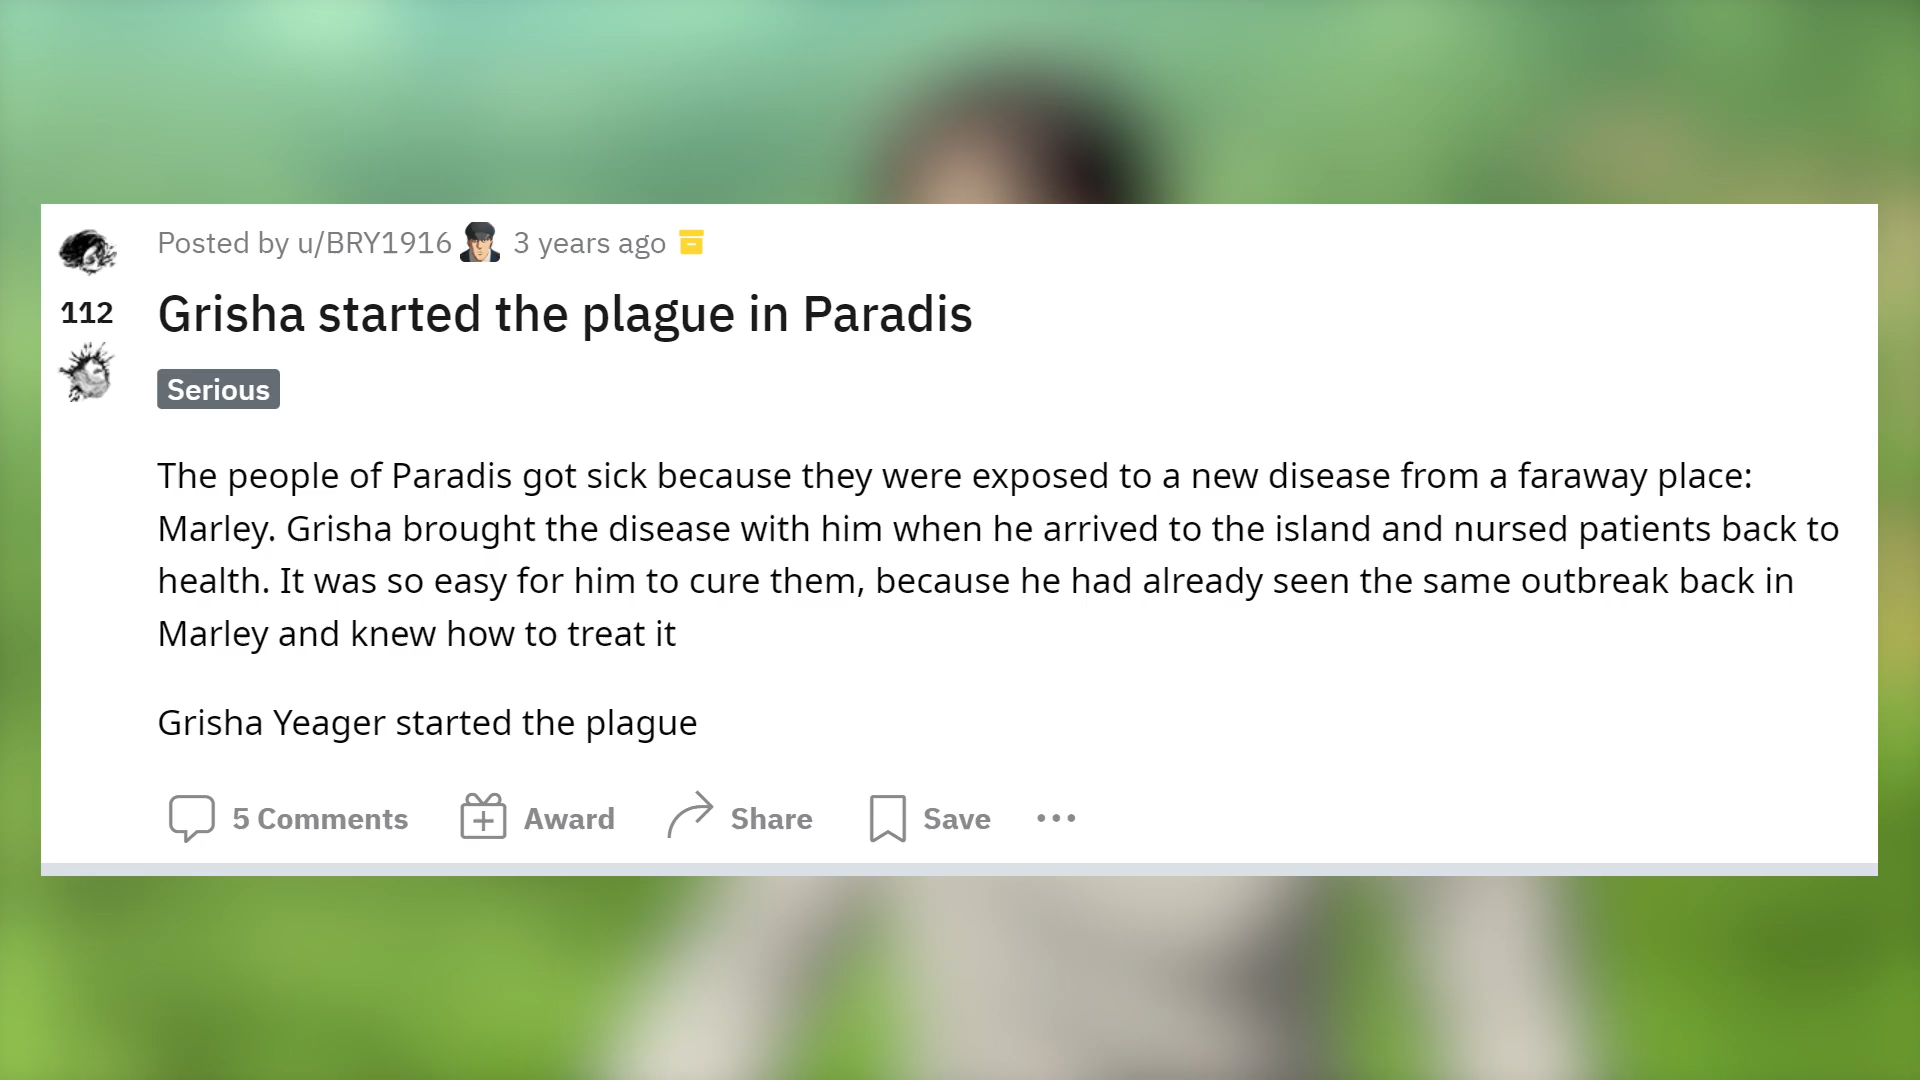 Posted by u/BRY1916 3 years ago
112
Grisha started the plague in Paradis
Serious
The people of Paradis got sick because they were exposed to a new disease from a faraway place:
Marley. Grisha brought the disease with him when he arrived to the island and nursed patients back to
health. It was so easy for him to cure them, because he had already seen the same outbreak back in
Marley and knew how to treat it
Grisha Yeager started the plague
5 Comments Award Share Save